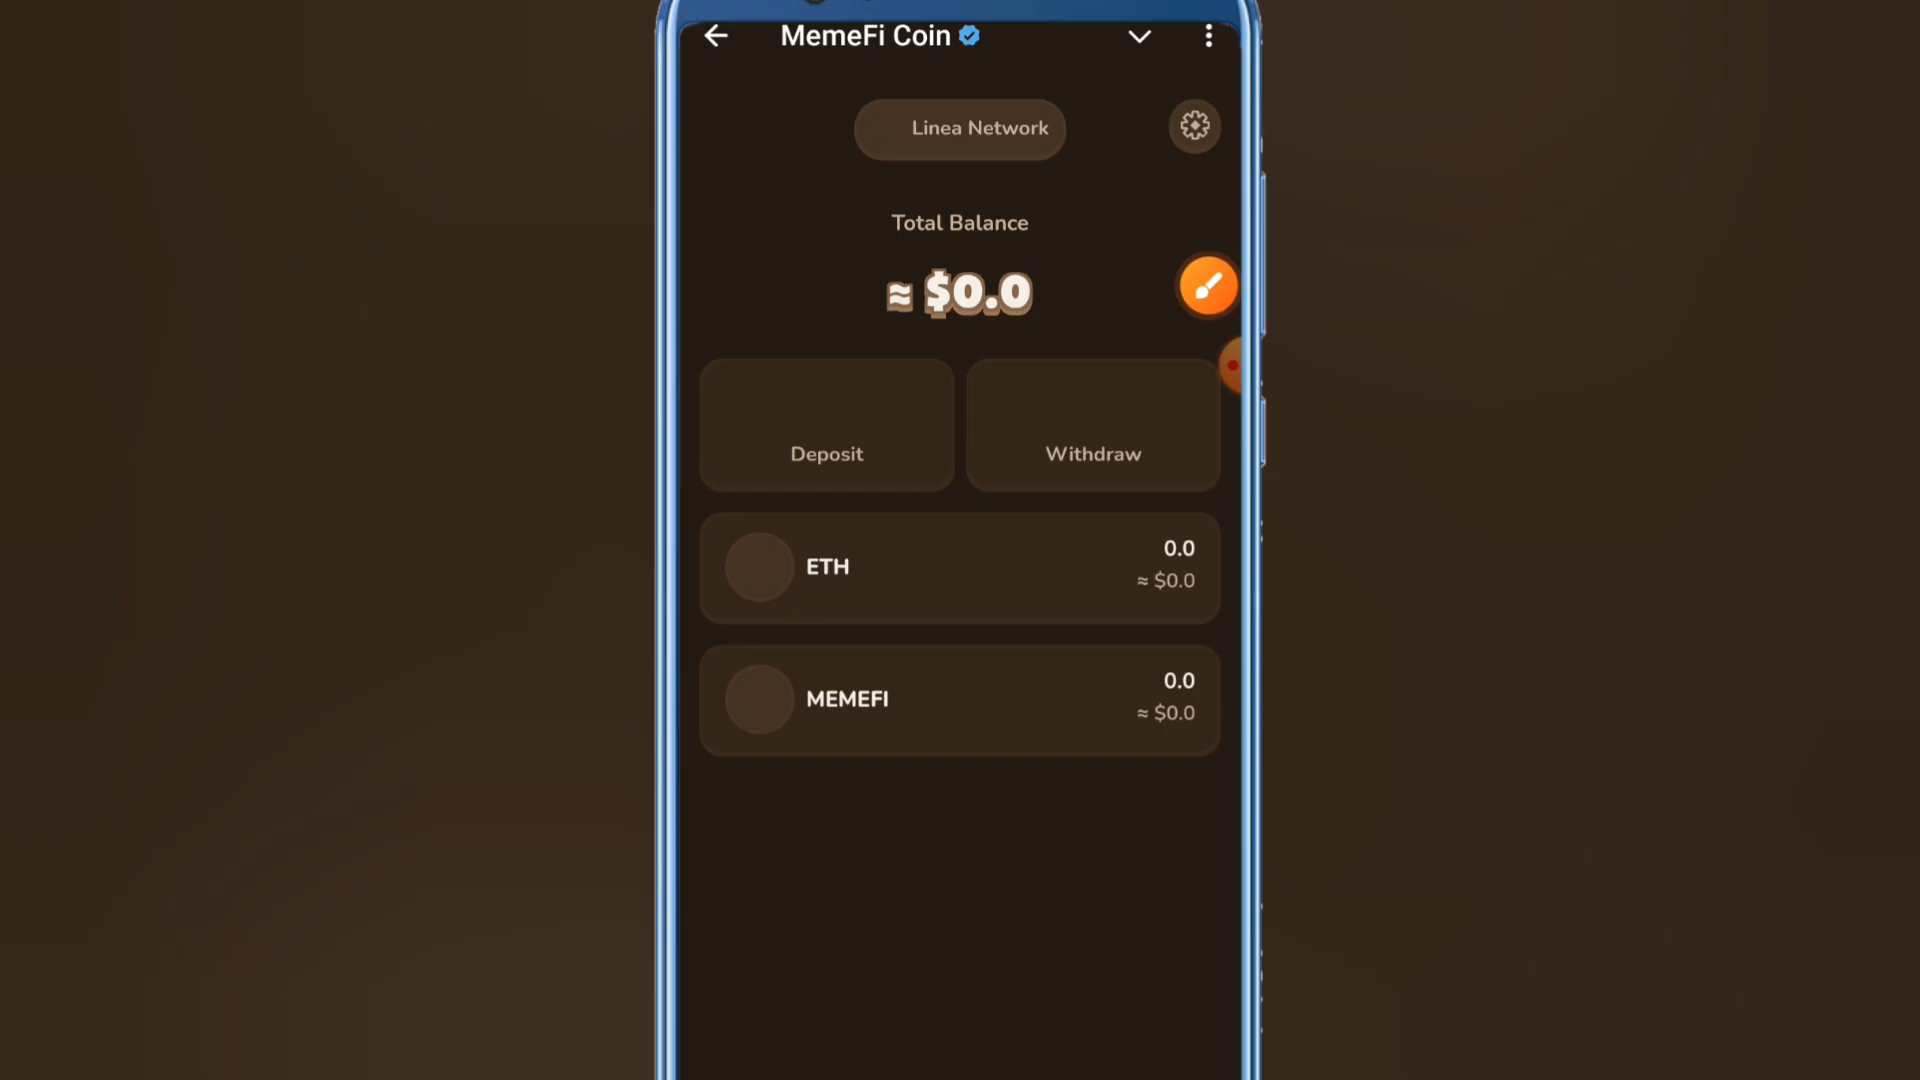 MemeFi Coin
Linea Network
Total Balance
≈ $0.0
Deposit
Withdraw
ETH
0.0
≈ $0.0
MEMEFI
0.0
≈ $0.0